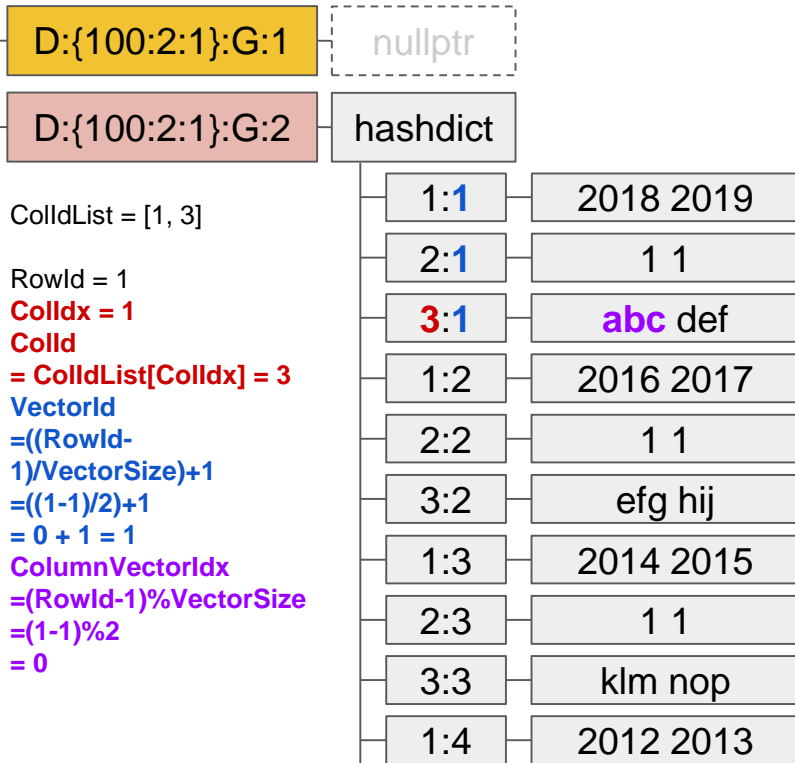 D:{100:2:1}:G:1 nullptr
D:{100:2:1}:G:2 hashdict
ColIdList = [1, 3]
RowId = 1
ColIdx = 1
ColId
= ColIdList[ColIdx] = 3
VectorId
=((RowId-
1)/VectorSize)+1
=((1-1)/2)+1
= 0 + 1 = 1
ColumnVectorIdx
=(RowId-1)%VectorSize
=(1-1)%2
= 0
1:1 2018 2019
2:1 1 1
3:1 abc def
1:2 2016 2017
2:2 1 1
3:2 efg hij
1:3 2014 2015
2:3 1 1
3:3 klm nop
1:4 2012 2013